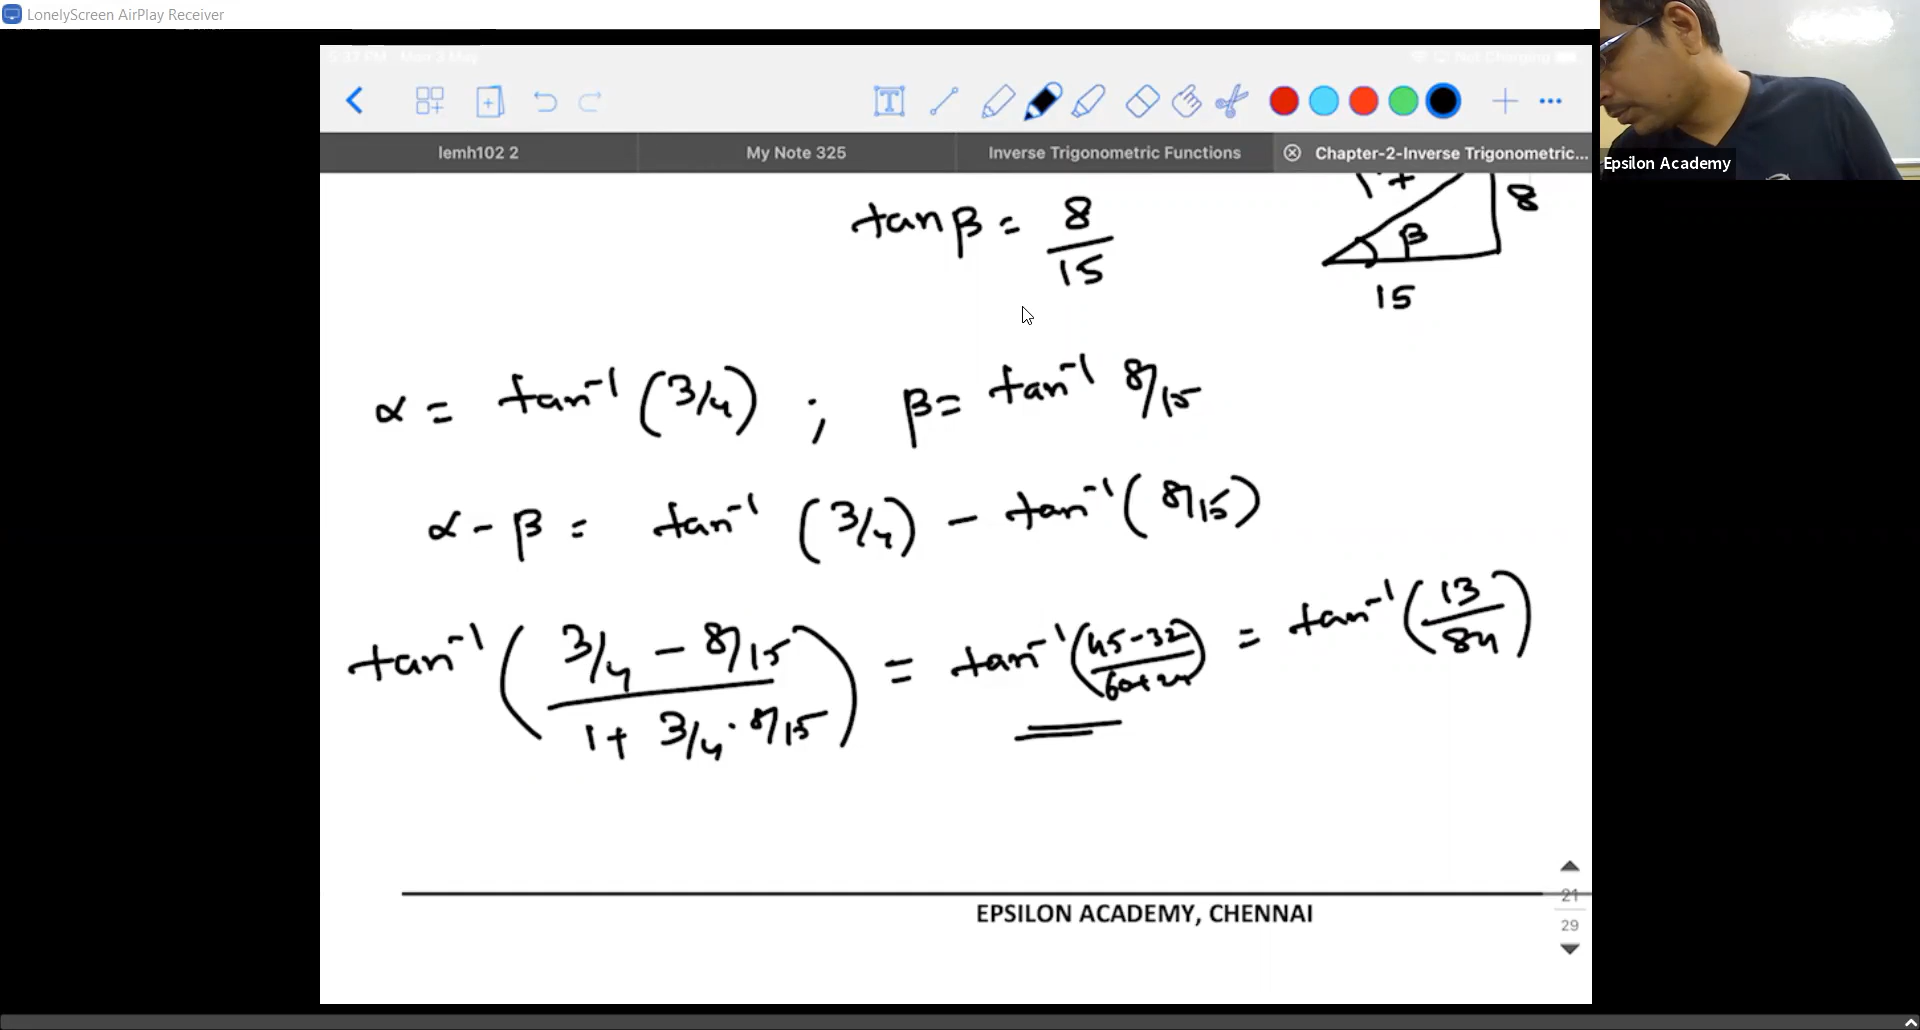 LonelyScreen AirPlay Receiver
lemh102 2
My Note 325
Inverse Trigonometric Functions
Chapter-2-Inverse Trigonometric...
Epsilon Academy
tan β = 8/15
8
β
15
α = tan⁻¹ (3/4) ; β = tan⁻¹ 8/15
α - β = tan⁻¹ (3/4) - tan⁻¹ (8/15)
tan⁻¹ ( (3/4 - 8/15) / (1 + 3/4 · 8/15) ) = tan⁻¹ ( (45-32) / (60+24) ) = tan⁻¹ (13/84)
EPSILON ACADEMY, CHENNAI
21
29